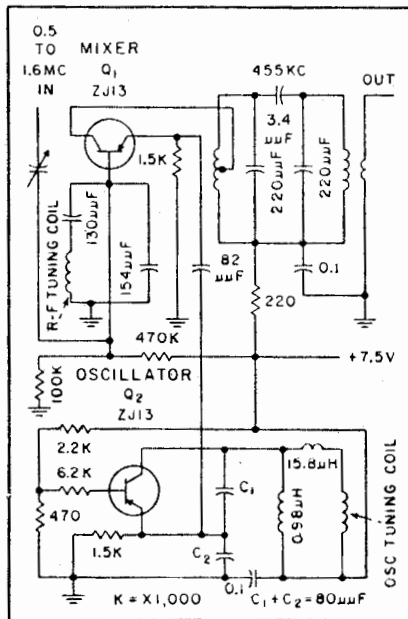 0.5
TO
1.6MC
IN
MIXER
Q₁
ZJ13
455KC
OUT
3.4
µµF
1.5K
220µµF
220µµF
130µµF
154µµF
R-F TUNING COIL
82
µµF
0.1
220
470K
+7.5V
100K
OSCILLATOR
Q₂
ZJ13
2.2K
6.2K
470
1.5K
C₁
C₂
15.8µH
0.98µH
OSC TUNING
COIL
0.1
K = X1,000
C₁ + C₂ = 80µµF